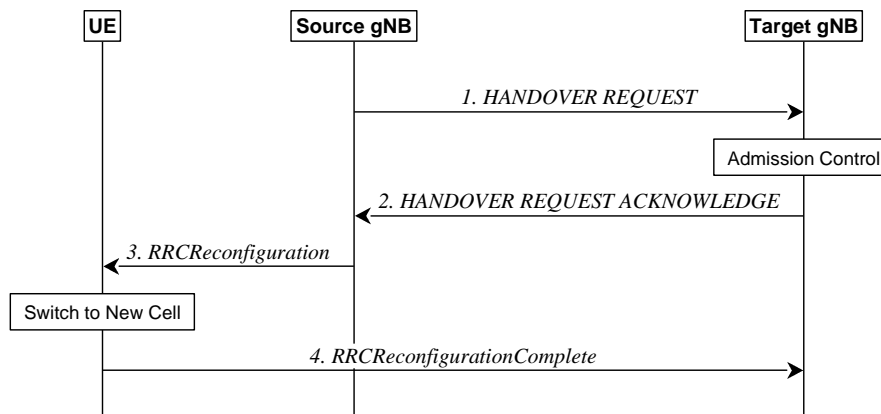 UE
Source gNB
Target gNB
1. HANDOVER REQUEST
Admission Control
2. HANDOVER REQUEST ACKNOWLEDGE
3. RRCReconfiguration
Switch to New Cell
4. RRCReconfigurationComplete